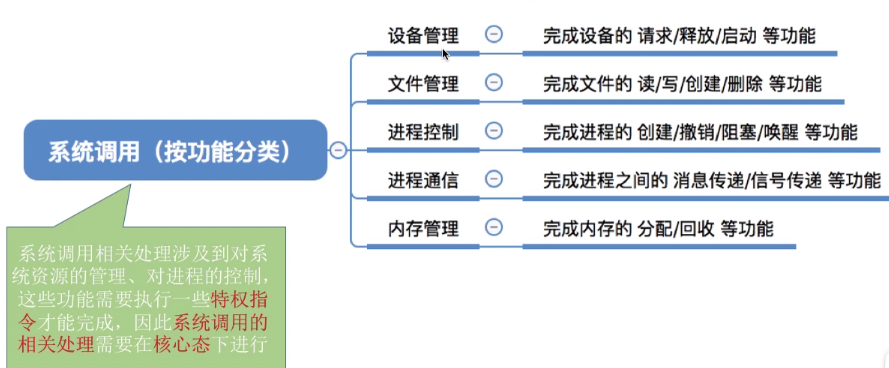 设备管理 完成设备的 请求/释放/启动 等功能
文件管理 完成文件的 读/写/创建/删除 等功能
系统调用（按功能分类） 进程控制 完成进程的 创建/撤销/阻塞/唤醒 等功能
进程通信 完成进程之间的 消息传递/信号传递 等功能
内存管理 完成内存的 分配/回收 等功能
系统调用相关处理涉及到对系
统资源的管理、对进程的控制，
这些功能需要执行一些特权指
令才能完成，因此系统调用的
相关处理需要在核心态下进行